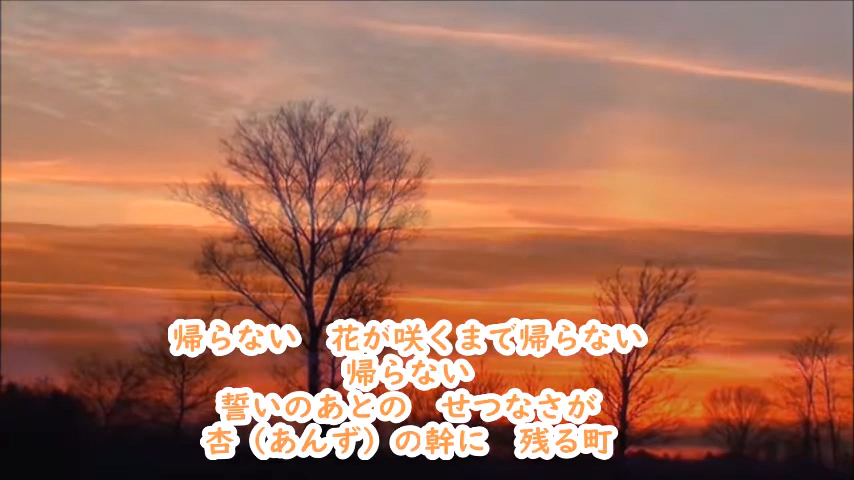 帰らない　花が咲くまで帰らない
帰らない
誓いのあとの　せつなさが
杏（あんず）の幹に　残る町